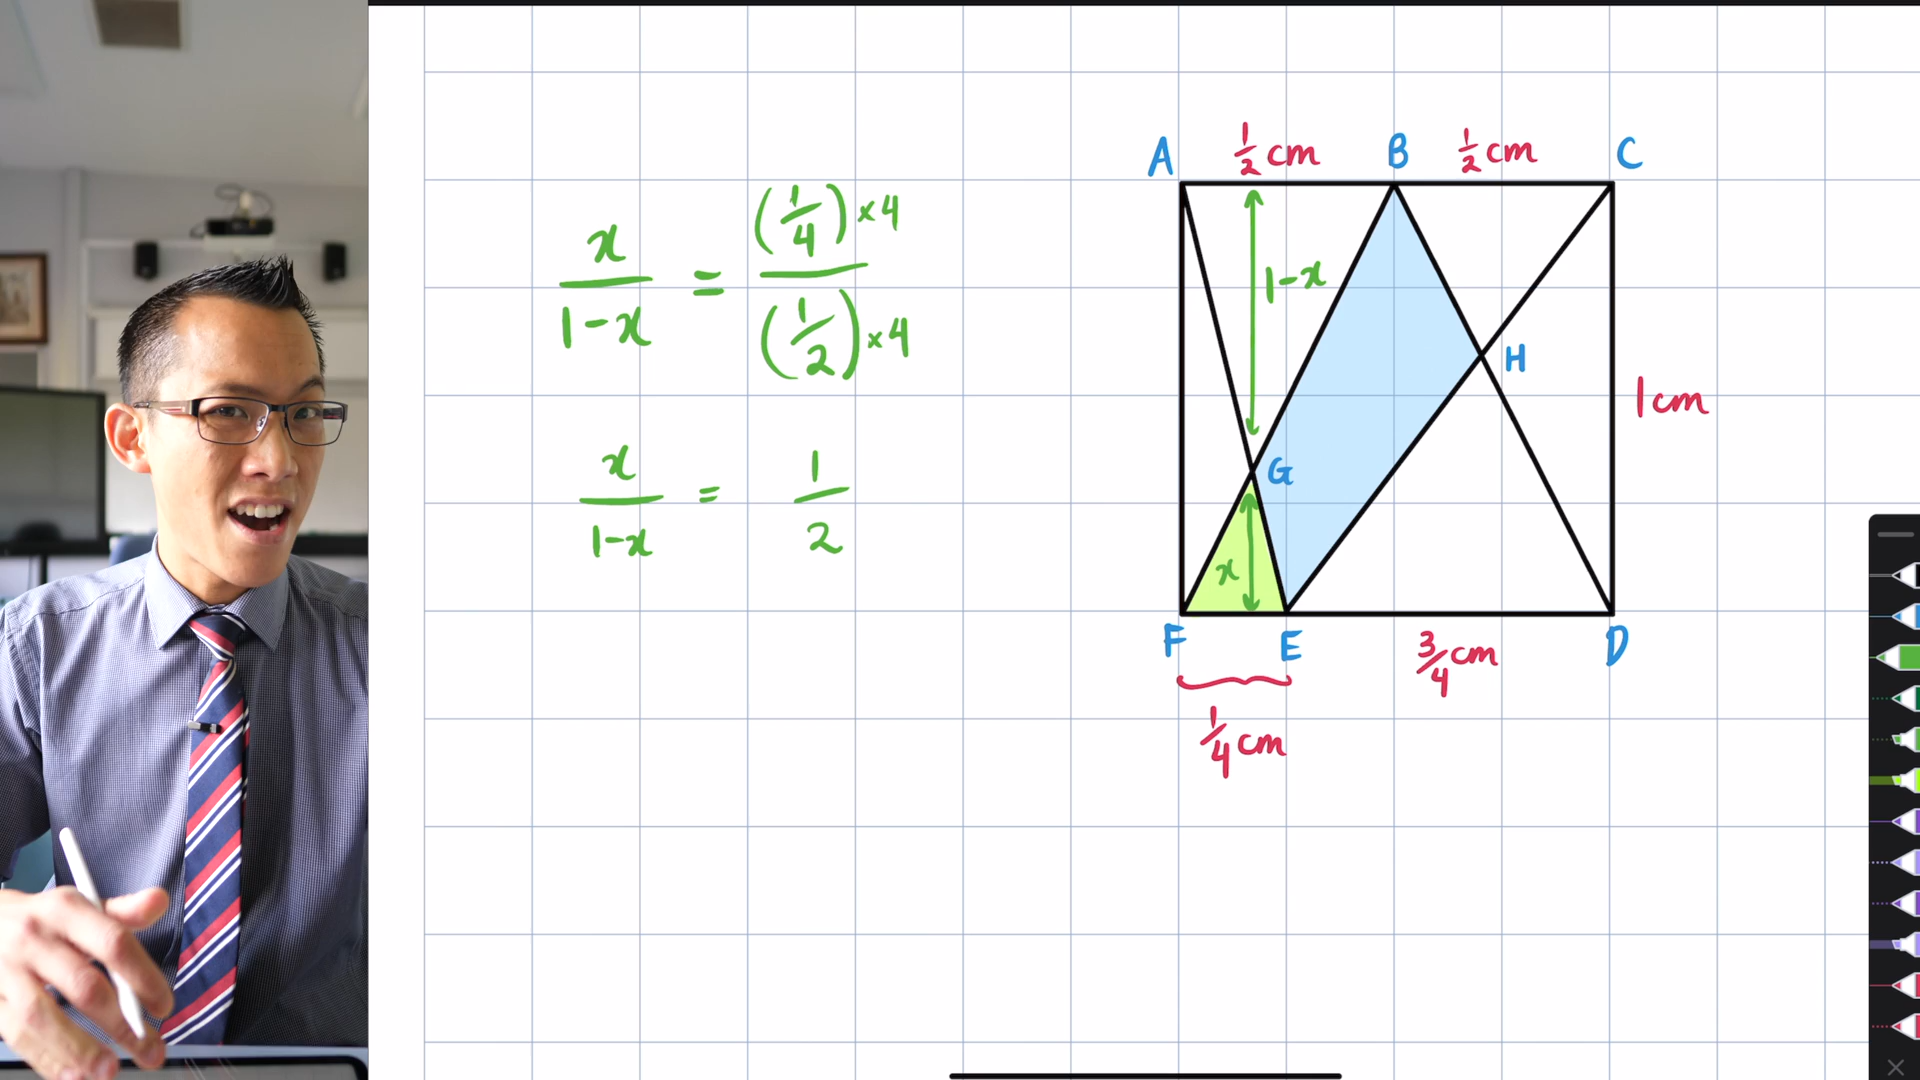 x/(1-x) = ((1/4)×4)/((1/2)×4)
x/(1-x) = 1/2
A 1/2 cm B 1/2 cm C
1-x
H
1cm
G
x
F E 3/4 cm D
1/4 cm